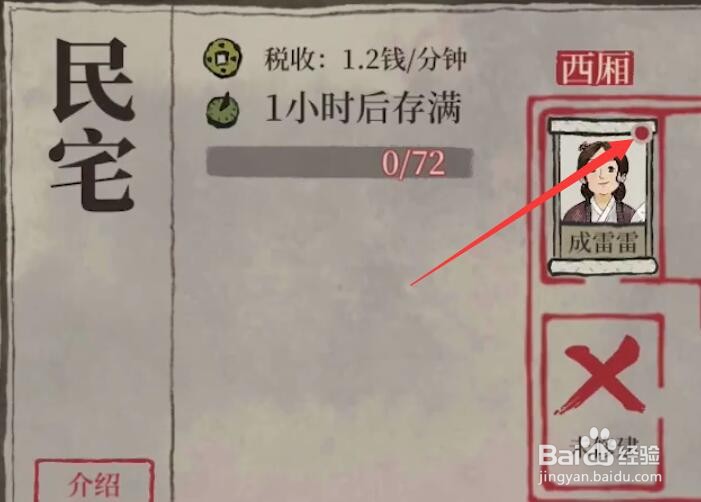 民宅
税收：1.2钱/分钟
1小时后存满
0/72
西厢
成雷雷
介绍
Bai 经验
jingyan.baidu.com